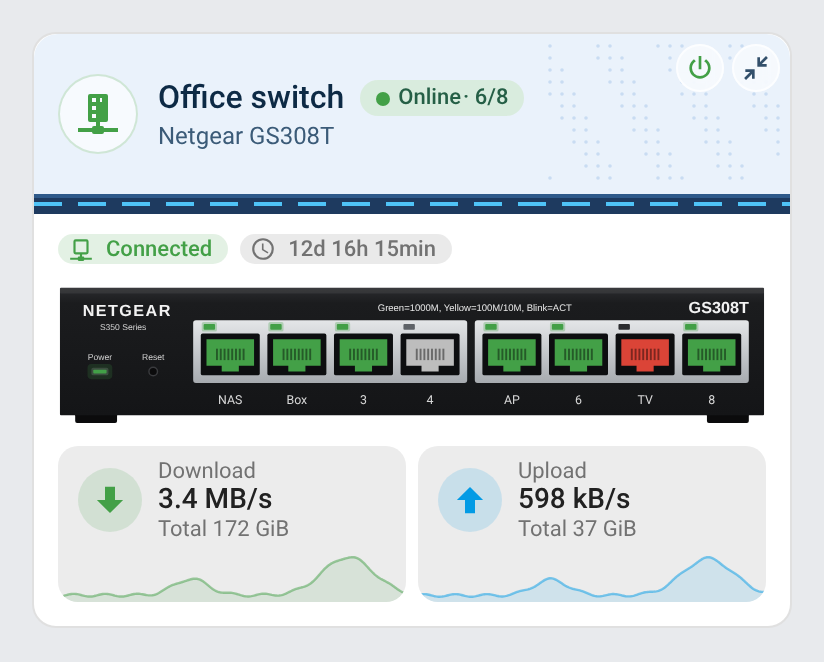 Office switch
Online · 6/8
Netgear GS308T
Connected
12d 16h 15min
NETGEAR
S350 Series
Green=1000M, Yellow=100M/10M, Blink=ACT
GS308T
Power
Reset
NAS
Box
3
4
AP
6
TV
8
Download
3.4 MB/s
Total 172 GiB
Upload
598 kB/s
Total 37 GiB